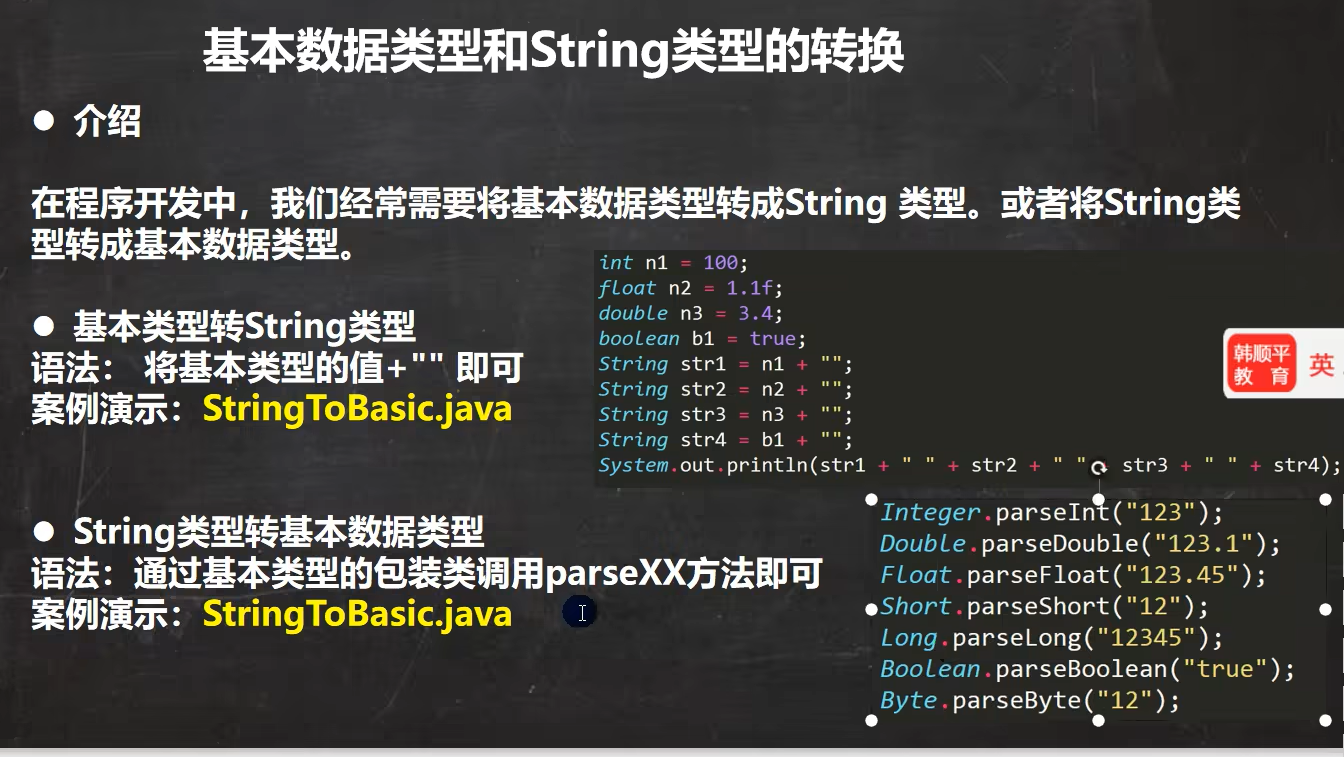 基本数据类型和String类型的转换
● 介绍
在程序开发中，我们经常需要将基本数据类型转成String 类型。或者将String类
型转成基本数据类型。
● 基本类型转String类型
语法： 将基本类型的值+"" 即可
案例演示：StringToBasic.java
int n1 = 100;
float n2 = 1.1f;
double n3 = 3.4;
boolean b1 = true;
String str1 = n1 + "";
String str2 = n2 + "";
String str3 = n3 + "";
String str4 = b1 + "";
System.out.println(str1 + " " + str2 + " " + str3 + " " + str4);
韩顺平
教 育
英
● String类型转基本数据类型
语法：通过基本类型的包装类调用parseXX方法即可
案例演示：StringToBasic.java
Integer.parseInt("123");
Double.parseDouble("123.1");
Float.parseFloat("123.45");
Short.parseShort("12");
Long.parseLong("12345");
Boolean.parseBoolean("true");
Byte.parseByte("12");